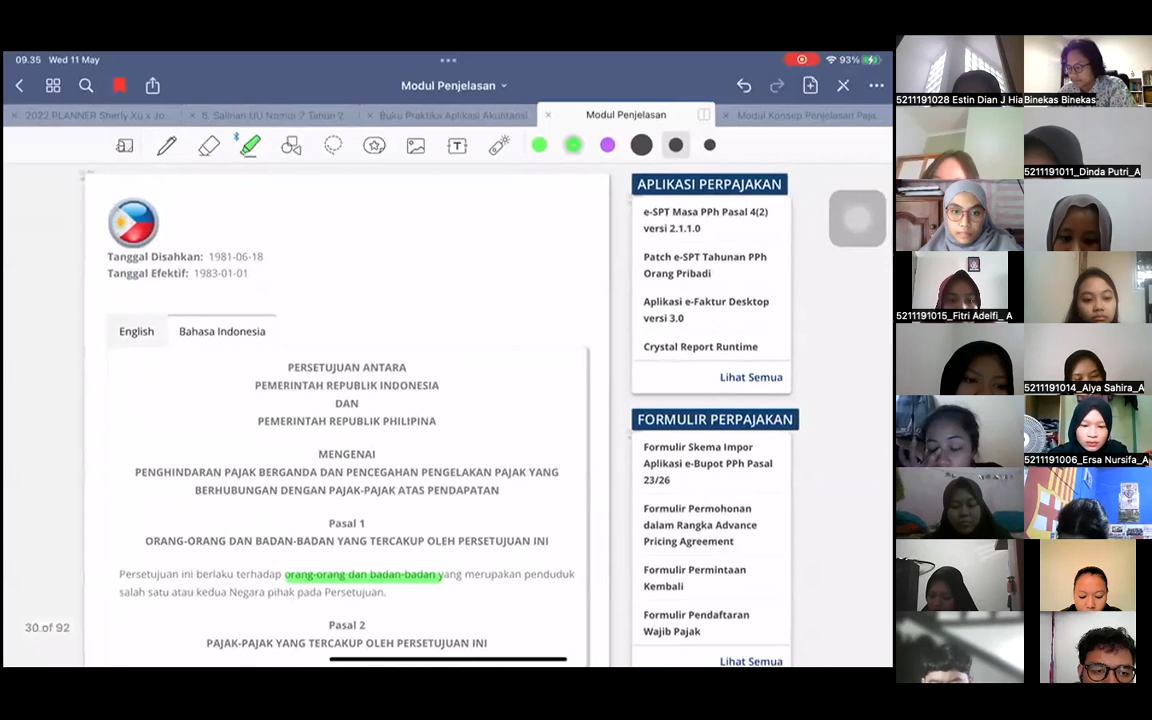 09.35 Wed 11 May
93%
Modul Penjelasan
2022 PLANNER Sherly Xu x Jo...
6. Salinan UU Nomor 7 Tahun 2...
Buku Praktika Aplikasi Akuntansi
Modul Penjelasan
Modul Konsep Penjelasan Paja...
Tanggal Disahkan: 1981-06-18
Tanggal Efektif: 1983-01-01
English
Bahasa Indonesia
PERSETUJUAN ANTARA
PEMERINTAH REPUBLIK INDONESIA
DAN
PEMERINTAH REPUBLIK PHILIPINA
MENGENAI
PENGHINDARAN PAJAK BERGANDA DAN PENCEGAHAN PENGELAKAN PAJAK YANG
BERHUBUNGAN DENGAN PAJAK-PAJAK ATAS PENDAPATAN
Pasal 1
ORANG-ORANG DAN BADAN-BADAN YANG TERCAKUP OLEH PERSETUJUAN INI
Persetujuan ini berlaku terhadap orang-orang dan badan-badan yang merupakan penduduk
salah satu atau kedua Negara pihak pada Persetujuan.
Pasal 2
PAJAK-PAJAK YANG TERCAKUP OLEH PERSETUJUAN INI
30 of 92
APLIKASI PERPAJAKAN
e-SPT Masa PPh Pasal 4(2)
versi 2.1.1.0
Patch e-SPT Tahunan PPh
Orang Pribadi
Aplikasi e-Faktur Desktop
versi 3.0
Crystal Report Runtime
Lihat Semua
FORMULIR PERPAJAKAN
Formulir Skema Impor
Aplikasi e-Bupot PPh Pasal
23/26
Formulir Permohonan
dalam Rangka Advance
Pricing Agreement
Formulir Permintaan
Kembali
Formulir Pendaftaran
Wajib Pajak
Lihat Semua
5211191028 Estin Dian J Hia
Binekas Binekas
5211191011_Dinda Putri_A
5211191015_Fitri Adelfi_ A
5211191014_Alya Sahira_A
5211191006_Ersa Nursifa_A